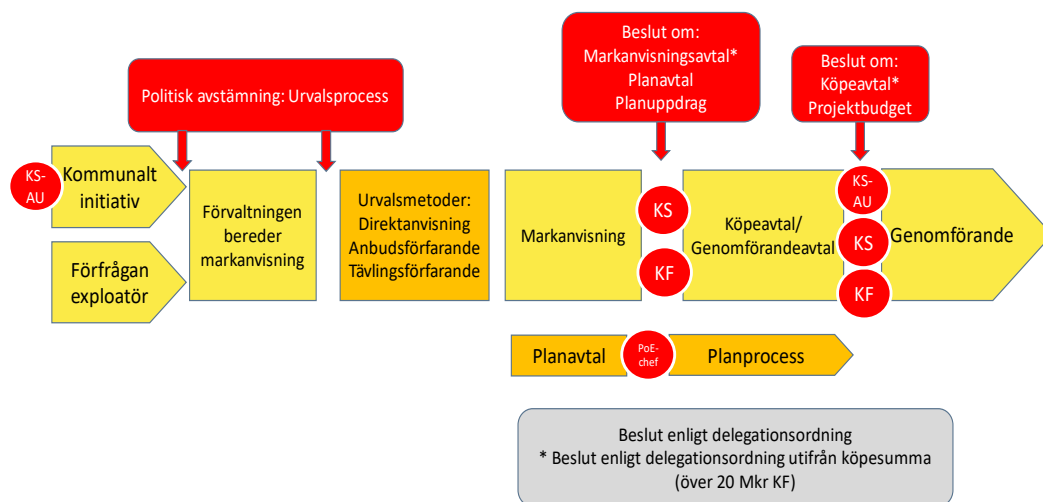 Politisk avstämning: Urvalsprocess
Beslut om:
Markanvisningsavtal*
Planavtal
Planuppdrag
Beslut om:
Köpeavtal*
Projektbudget
KS-
AU
Kommunalt
initiativ
Förfrågan
exploatör
Förvaltningen
bereder
markanvisning
Urvalsmetoder:
Direktanvisning
Anbudsförfarande
Tävlingsförfarande
Markanvisning
KS
KF
Köpeavtal/
Genomförandeavtal
KS-
AU
KS
KF
Genomförande
Planavtal
PoE-
chef
Planprocess
Beslut enligt delegationsordning
* Beslut enligt delegationsordning utifrån köpesumma
(över 20 Mkr KF)